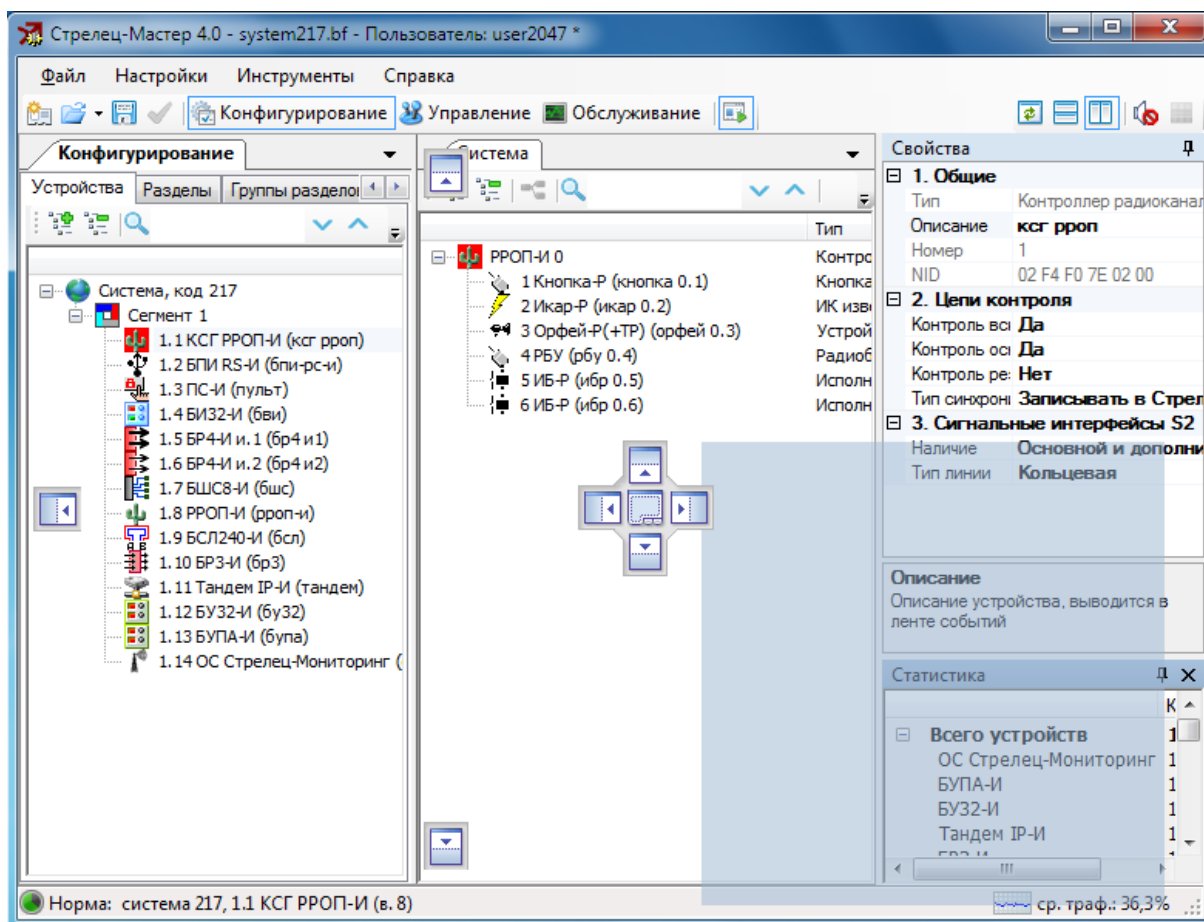 Стрелец-Мастер 4.0 - system217.bf - Пользователь: user2047 *
Файл Настройки Инструменты Справка
Конфигурирование Управление Обслуживание
Конфигурирование
Устройства Разделы Группы разделов
Система, код 217
Сегмент 1
1.1 КСГ РРОП-И (ксг рроп)
1.2 БПИ RS-И (бпи-рс-и)
1.3 ПС-И (пульт)
1.4 БИ32-И (бви)
1.5 БР4-И и.1 (бр4 и1)
1.6 БР4-И и.2 (бр4 и2)
1.7 БШС8-И (бшс)
1.8 РРОП-И (рроп-и)
1.9 БСЛ240-И (бсл)
1.10 БР3-И (бр3)
1.11 Тандем IP-И (тандем)
1.12 БУ32-И (бу32)
1.13 БУПА-И (бупа)
1.14 ОС Стрелец-Мониторинг (
Система
Тип
РРОП-И 0 Контро
1 Кнопка-Р (кнопка 0.1) Кнопка
2 Икар-Р (икар 0.2) ИК изве
3 Орфей-Р(+ТР) (орфей 0.3) Устрой
4 РБУ (рбу 0.4) Радиоб
5 ИБ-Р (ибр 0.5) Исполн
6 ИБ-Р (ибр 0.6) Исполн
Свойства
1. Общие
Тип Контроллер радиоканал
Описание ксг рроп
Номер 1
NID 02 F4 F0 7E 02 00
2. Цепи контроля
Контроль вс Да
Контроль ос Да
Контроль ре Нет
Тип синхрон Записывать в Стрел
3. Сигнальные интерфейсы S2
Наличие Основной и дополни
Тип линии Кольцевая
Описание
Описание устройства, выводится в
ленте событий
Статистика
К
Всего устройств 1
ОС Стрелец-Мониторинг 1
БУПА-И 1
БУ32-И 1
Тандем IP-И 1
Норма: система 217, 1.1 КСГ РРОП-И (в. 8) ср. траф.: 36,3%